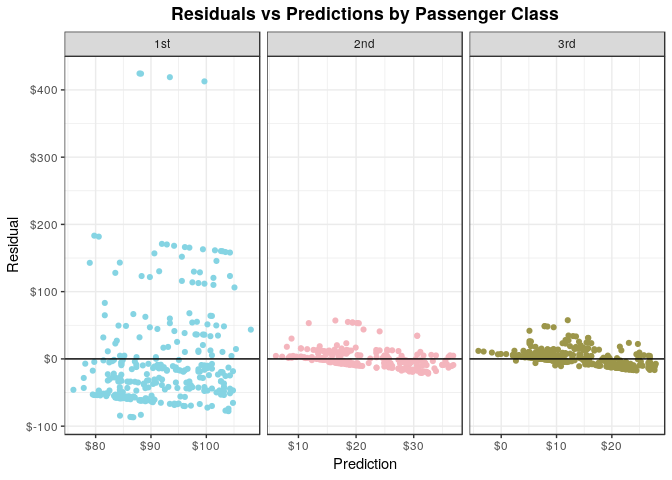 Residuals vs Predictions by Passenger Class
1st
2nd
3rd
$400
$300
$200
$100
$0
$-100
Residual
$80
$90
$100
$10
$20
$30
$0
$10
$20
Prediction